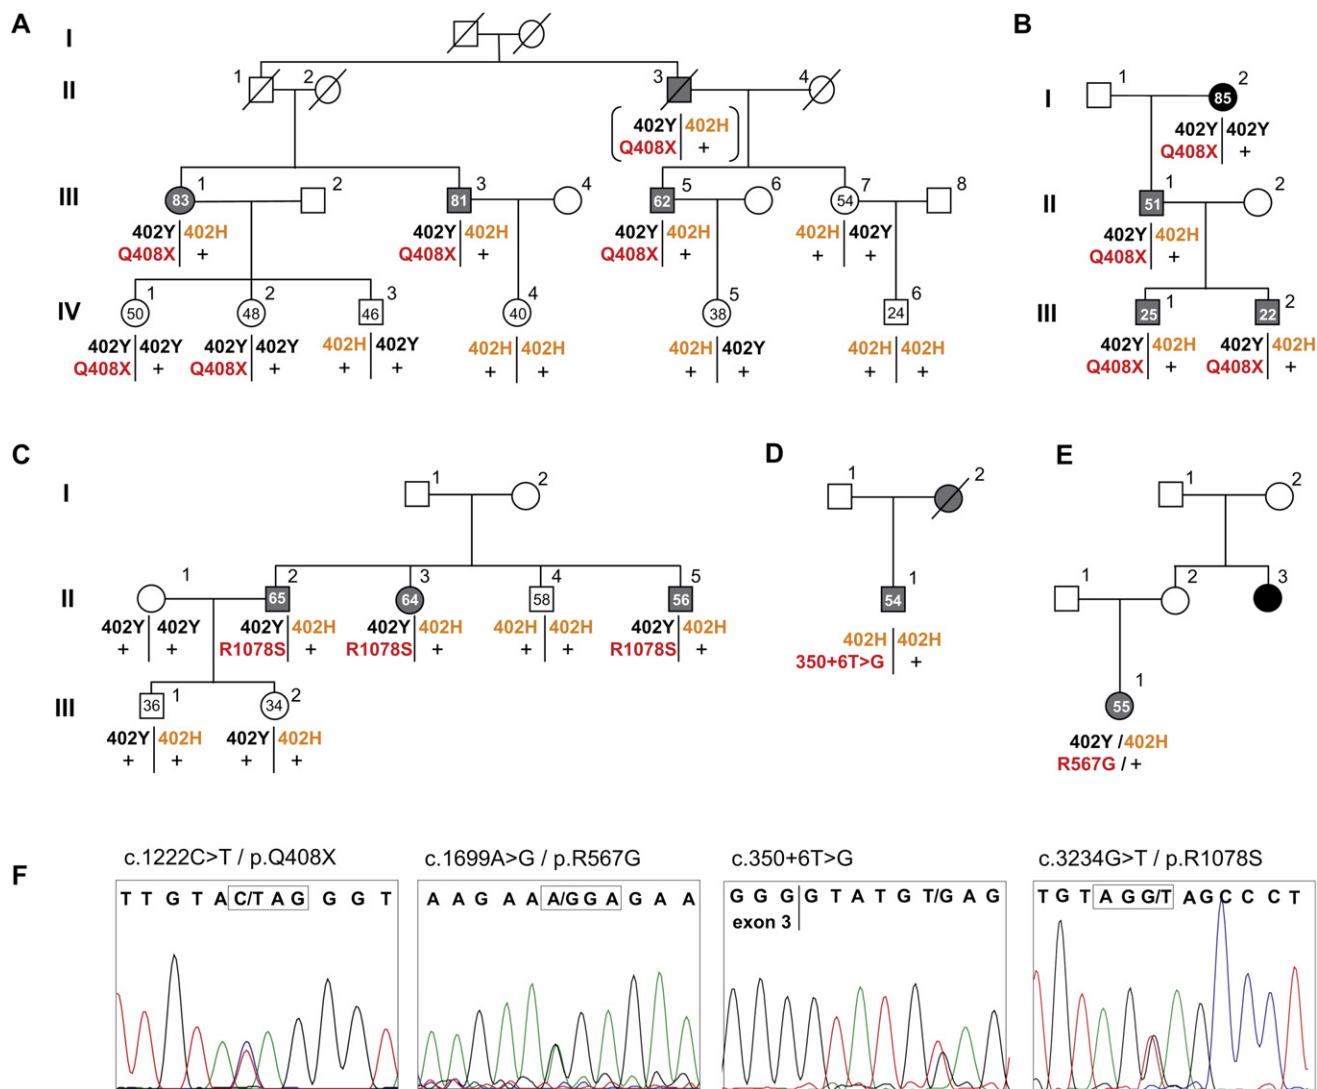 A
I
II
1
2
3
4
402Y 402H
Q408X +
III
83
1
2
81
3
4
62
5
6
54
7
8
402Y 402H
Q408X +
402Y 402H
Q408X +
402Y 402H
Q408X +
402H 402Y
+ +
IV
50
1
48
2
46
3
40
4
38
5
24
6
402Y 402Y
Q408X +
402Y 402Y
Q408X +
402H 402Y
+ +
402H 402H
+ +
402H 402Y
+ +
402H 402H
+ +
B
I
1
85
2
402Y 402Y
Q408X +
II
51
1
2
402Y 402H
Q408X +
III
25
1
22
2
402Y 402H
Q408X +
402Y 402H
Q408X +
C
I
1
2
II
1
65
2
64
3
58
4
56
5
402Y 402Y
+ +
402Y 402H
R1078S +
402Y 402H
R1078S +
402H 402H
+ +
402Y 402H
R1078S +
III
36
1
34
2
402Y 402H
+ +
402Y 402H
+ +
D
1
2
54
1
402H 402H
350+6T>G +
E
1
2
1
2
3
55
1
402Y / 402H
R567G / +
F
c.1222C>T / p.Q408X
T T G T A C/T A G G G T
c.1699A>G / p.R567G
A A G A A A/G G A G A A
c.350+6T>G
G G G G T A T G T/G A G
exon 3
c.3234G>T / p.R1078S
T G T A G G/T A G C C C T